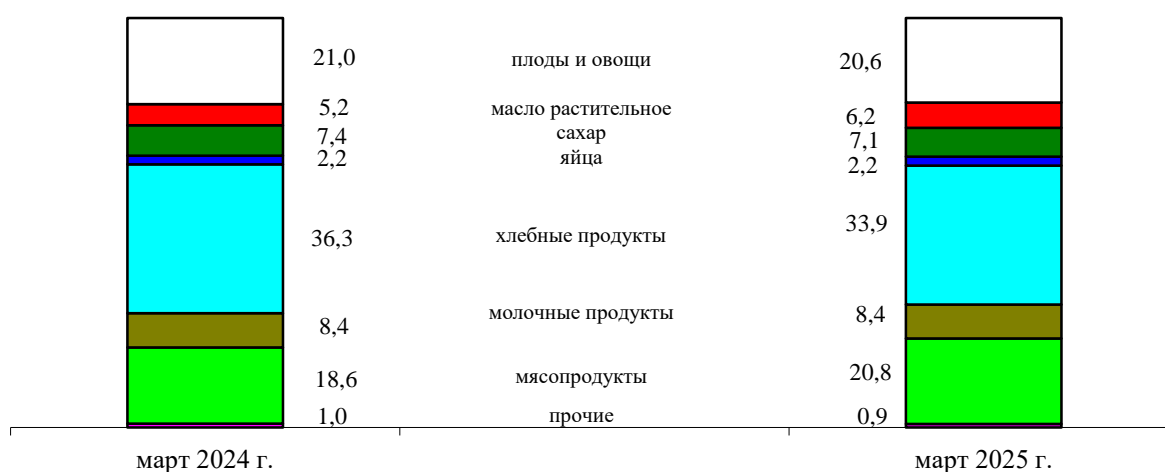 21,0 плоды и овощи 20,6
5,2 масло растительное 6,2
7,4 сахар 7,1
2,2 яйца 2,2
36,3 хлебные продукты 33,9
8,4 молочные продукты 8,4
18,6 мясопродукты 20,8
1,0 прочие 0,9
март 2024 г. март 2025 г.